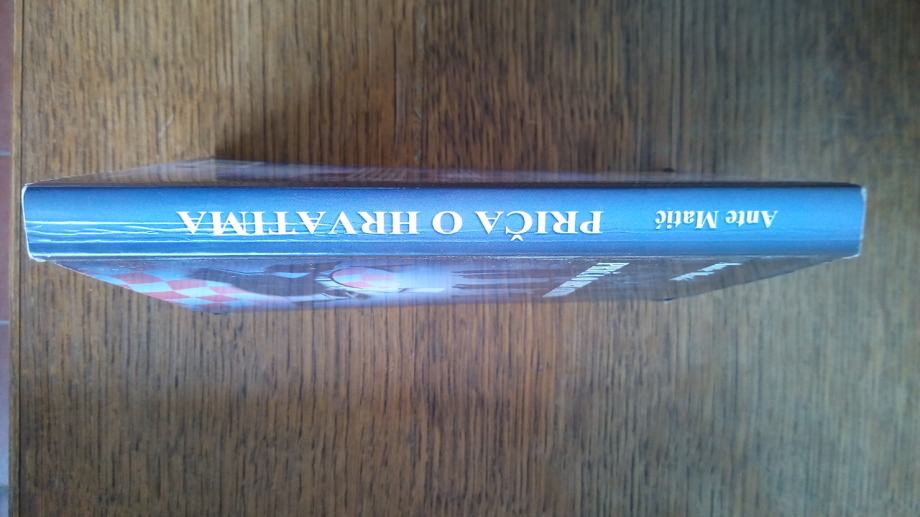 Ante Matić PRIČA O HRVATIMA